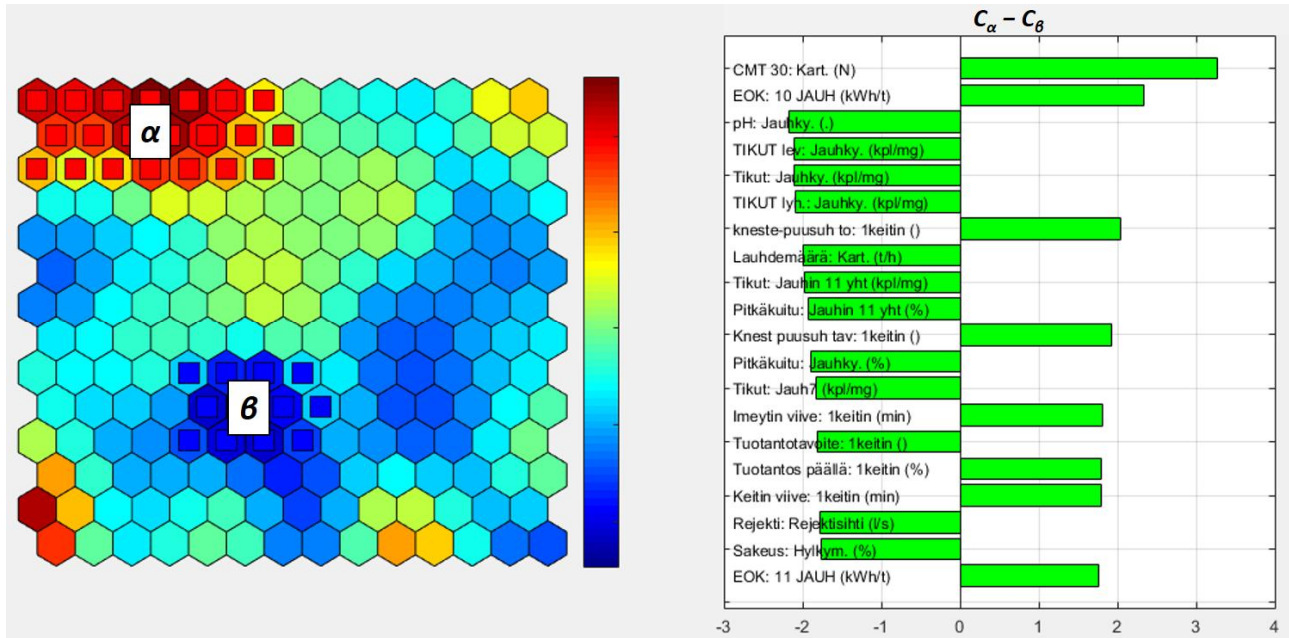 C_α – C_β
α
β
CMT 30: Kart. (N)
EOK: 10 JAUH (kWh/t)
pH: Jauhky. (.)
TIKUT lev: Jauhky. (kpl/mg)
Tikut: Jauhky. (kpl/mg)
TIKUT lyh.: Jauhky. (kpl/mg)
kneste-puusuh to: 1keitin ()
Lauhdemäärä: Kart. (t/h)
Tikut: Jauhin 11 yht (kpl/mg)
Pitkäkuitu: Jauhin 11 yht (%)
Knest puusuh tav: 1keitin ()
Pitkäkuitu: Jauhky. (%)
Tikut: Jauh7 (kpl/mg)
Imeytin viive: 1keitin (min)
Tuotantotavoite: 1keitin ()
Tuotantos päällä: 1keitin (%)
Keitin viive: 1keitin (min)
Rejekti: Rejektisihti (l/s)
Sakeus: Hylkym. (%)
EOK: 11 JAUH (kWh/t)
-3 -2 -1 0 1 2 3 4